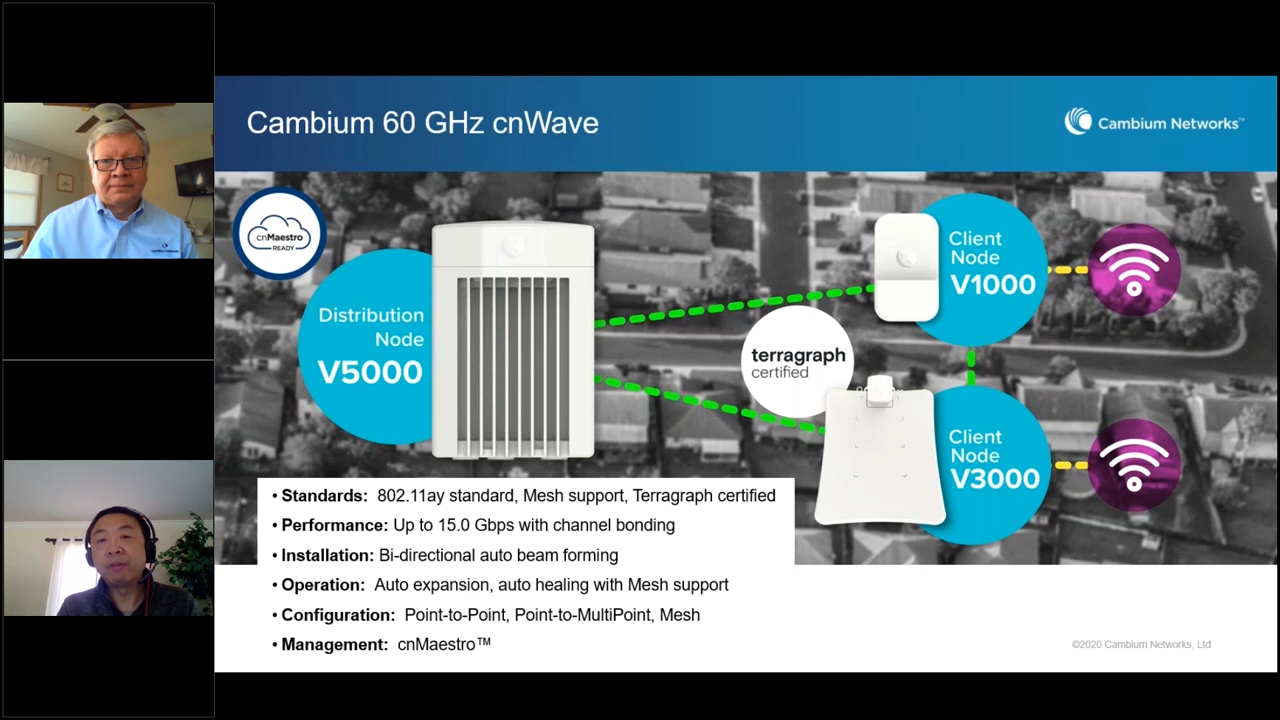 Cambium 60 GHz cnWave
Cambium Networks™
cnMaestro
READY
Distribution
Node
V5000
Client
Node
V1000
terragraph
certified
Client
Node
V3000
• Standards: 802.11ay standard, Mesh support, Terragraph certified
• Performance: Up to 15.0 Gbps with channel bonding
• Installation: Bi-directional auto beam forming
• Operation: Auto expansion, auto healing with Mesh support
• Configuration: Point-to-Point, Point-to-MultiPoint, Mesh
• Management: cnMaestro™
©2020 Cambium Networks, Ltd